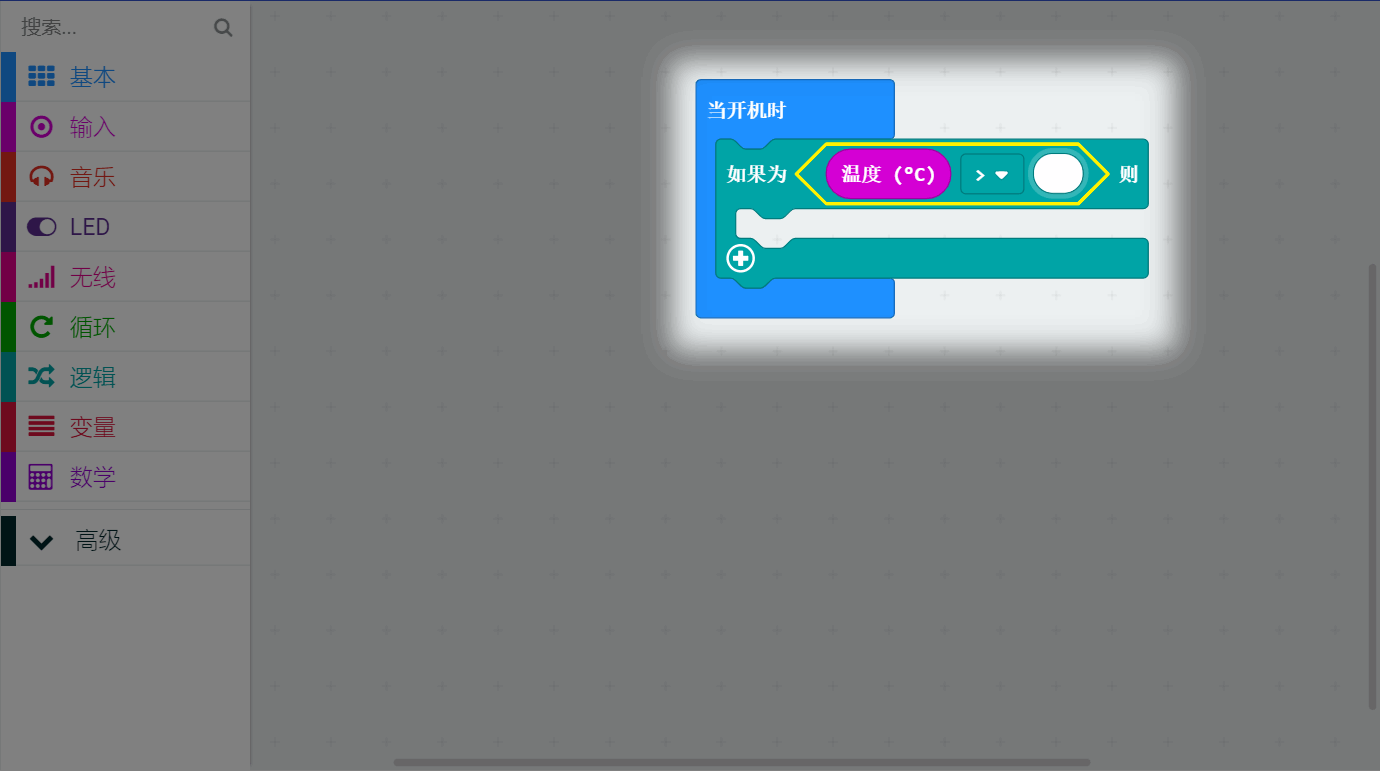 搜索...
基本
输入
音乐
LED
无线
循环
逻辑
变量
数学
高级
当开机时
如果为 温度（°C） > 则